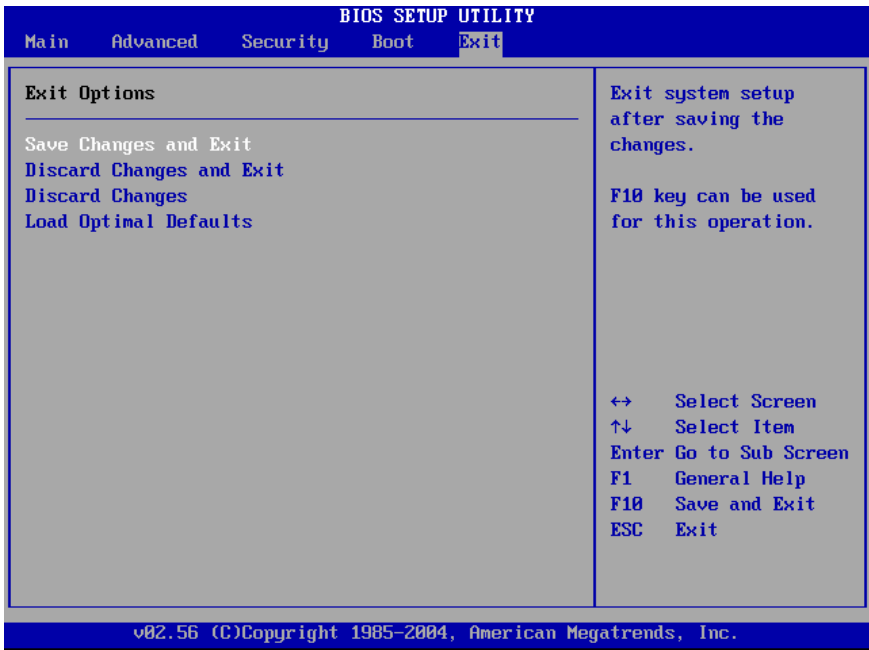 BIOS SETUP UTILITY
Main Advanced Security Boot Exit
Exit Options
Save Changes and Exit
Discard Changes and Exit
Discard Changes
Load Optimal Defaults
Exit system setup
after saving the
changes.
F10 key can be used
for this operation.
←→ Select Screen
↑↓ Select Item
Enter Go to Sub Screen
F1 General Help
F10 Save and Exit
ESC Exit
v02.56 (C)Copyright 1985-2004, American Megatrends, Inc.